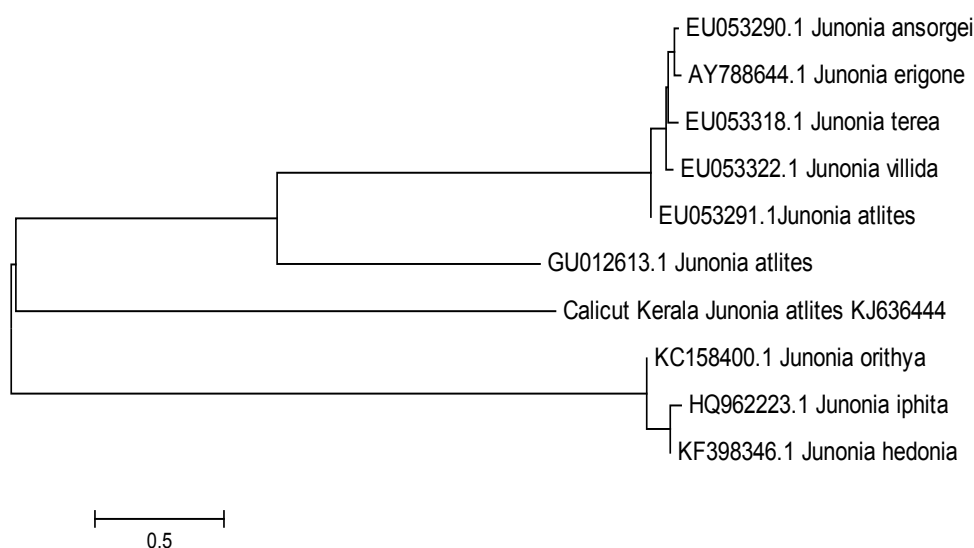 EU053290.1 Junonia ansorgei
AY788644.1 Junonia erigone
EU053318.1 Junonia terea
EU053322.1 Junonia villida
EU053291.1Junonia atlites
GU012613.1 Junonia atlites
Calicut Kerala Junonia atlites KJ636444
KC158400.1 Junonia orithya
HQ962223.1 Junonia iphita
KF398346.1 Junonia hedonia
0.5